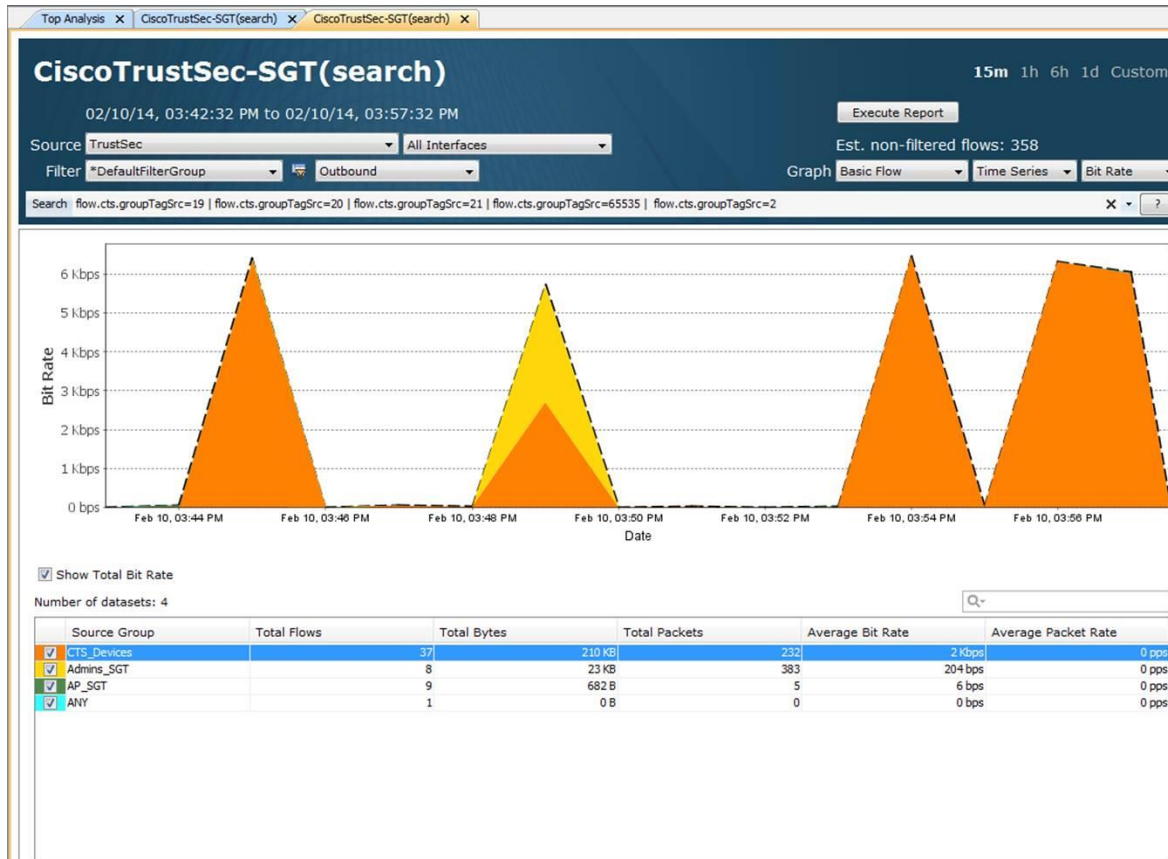 Top Analysis X CiscoTrustSec-SGT(search) X CiscoTrustSec-SGT(search) X
CiscoTrustSec-SGT(search)
15m 1h 6h 1d Custom
02/10/14, 03:42:32 PM to 02/10/14, 03:57:32 PM
Execute Report
Source TrustSec All Interfaces
Est. non-filtered flows: 358
Filter *DefaultFilterGroup Outbound
Graph Basic Flow Time Series Bit Rate
Search flow.cts.groupTagSrc=19 | flow.cts.groupTagSrc=20 | flow.cts.groupTagSrc=21 | flow.cts.groupTagSrc=65535 | flow.cts.groupTagSrc=2 X ?
Bit Rate
6 Kbps
5 Kbps
4 Kbps
3 Kbps
2 Kbps
1 Kbps
0 bps
Feb 10, 03:44 PM Feb 10, 03:46 PM Feb 10, 03:48 PM Feb 10, 03:50 PM Feb 10, 03:52 PM Feb 10, 03:54 PM Feb 10, 03:56 PM
Date
Show Total Bit Rate
Number of datasets: 4
Source Group Total Flows Total Bytes Total Packets Average Bit Rate Average Packet Rate
CTS_Devices 37 210 KB 232 2 Kbps 0 pps
Admins_SGT 8 23 KB 383 204 bps 0 pps
AP_SGT 9 682 B 5 6 bps 0 pps
ANY 1 0 B 0 0 bps 0 pps